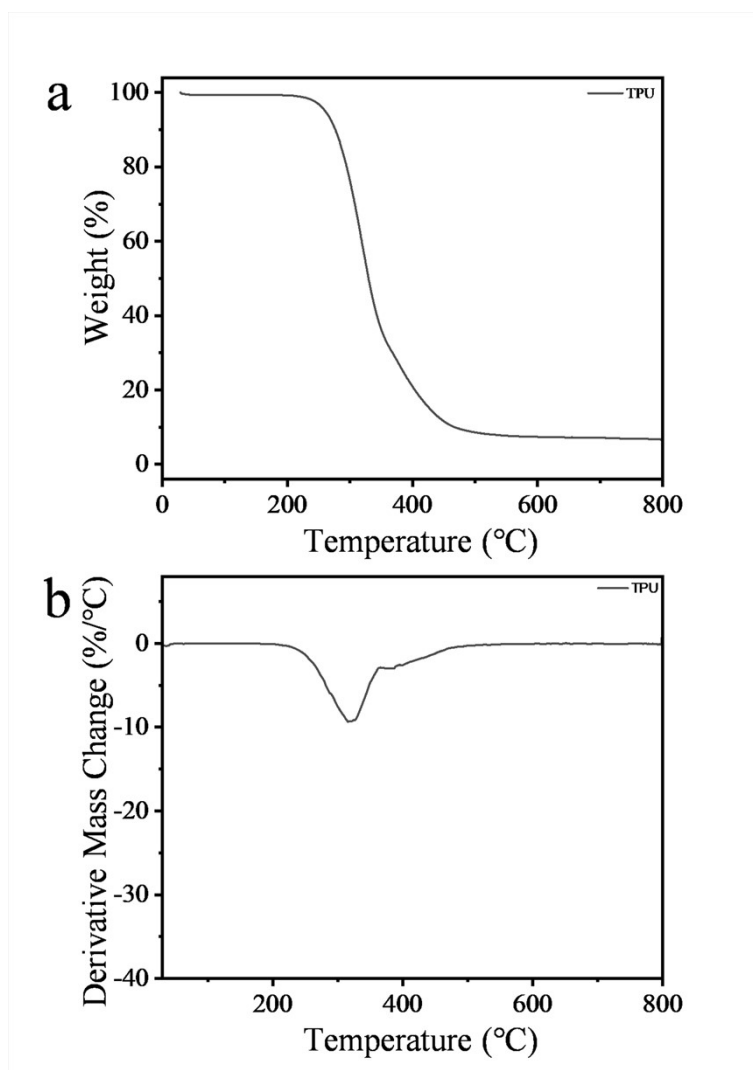 a
TPU
Weight (%)
100
80
60
40
20
0
0 200 400 600 800
Temperature (℃)
b
TPU
Derivative Mass Change (%/℃)
0
-10
-20
-30
-40
200 400 600 800
Temperature (℃)